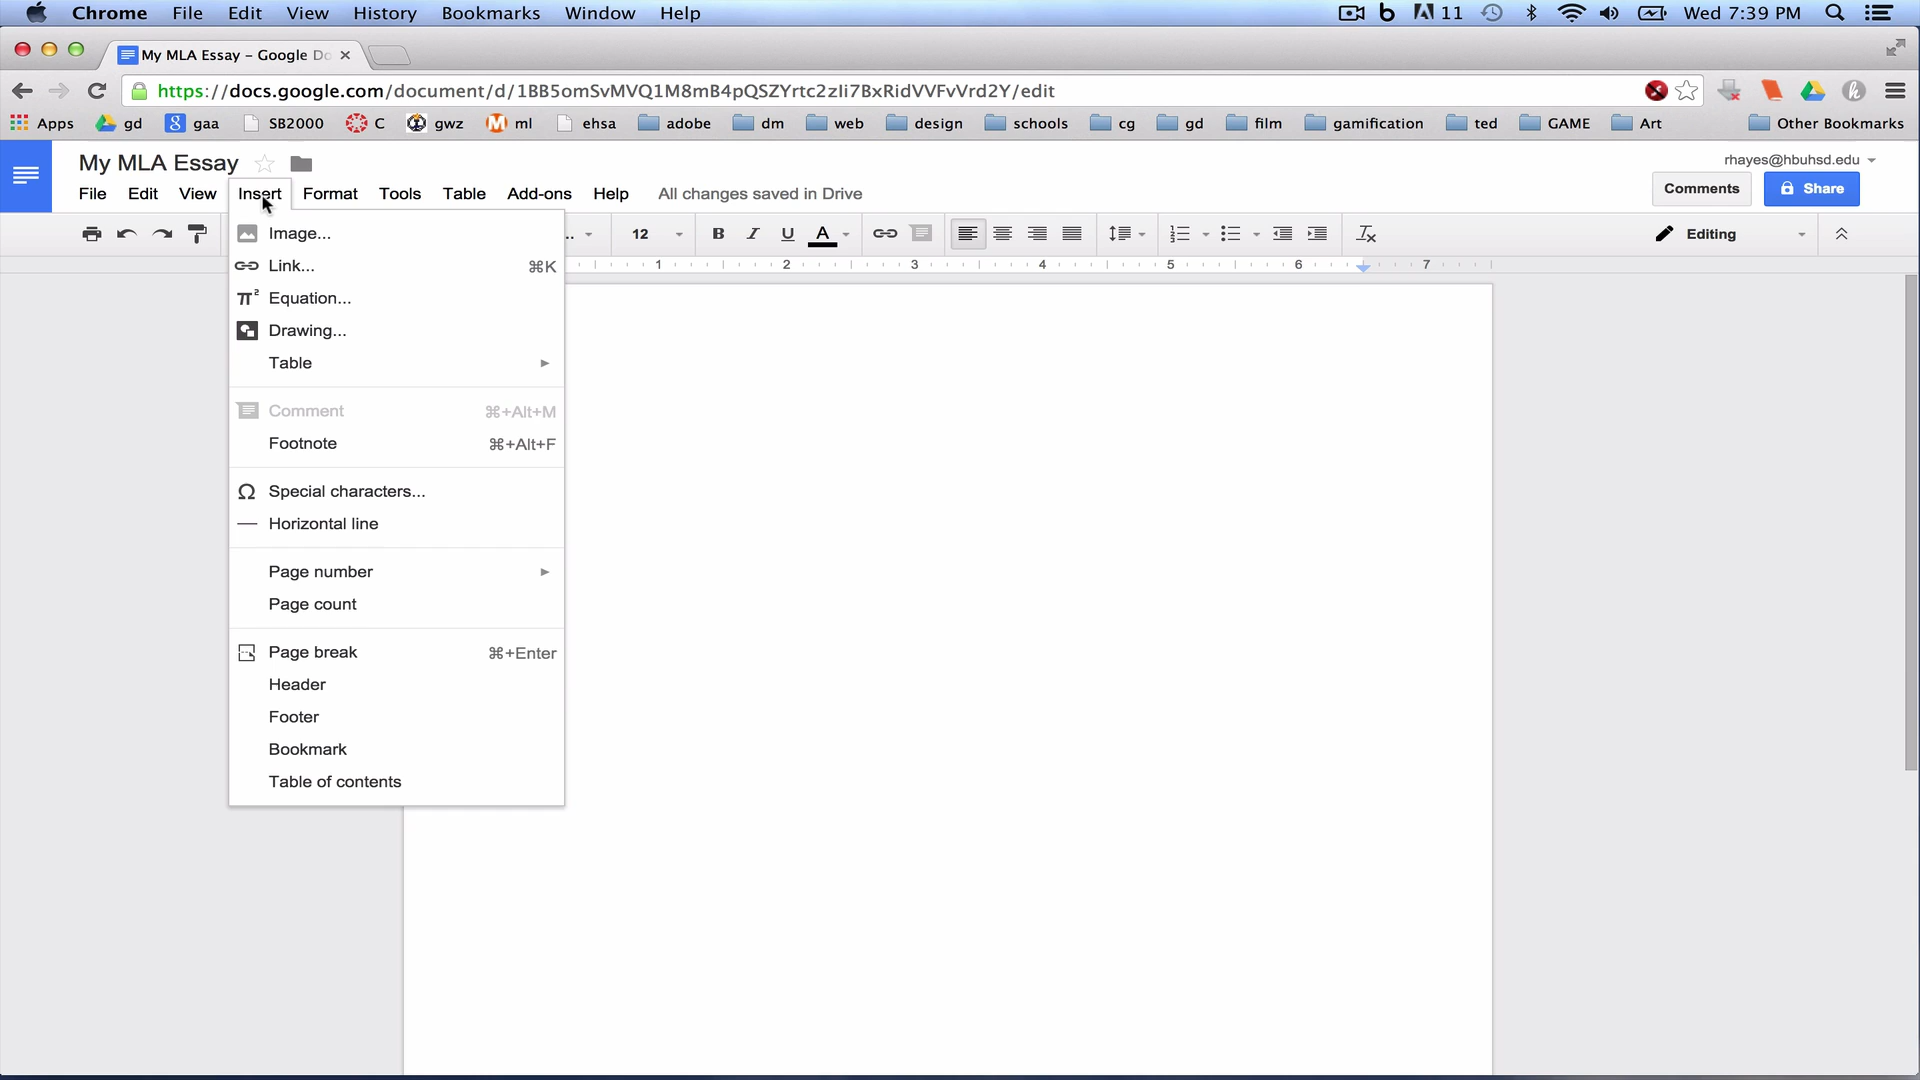 Chrome File Edit View History Bookmarks Window Help 11 Wed 7:39 PM
My MLA Essay – Google Do
https://docs.google.com/document/d/1BB5omSvMVQ1M8mB4pQSZYrtc2zIi7BxRidVVFvVrd2Y/edit
Apps gd gaa SB2000 C gwz ml ehsa adobe dm web design schools cg gd film gamification ted GAME Art Other Bookmarks
My MLA Essay rhayes@hbuhsd.edu
File Edit View Insert Format Tools Table Add-ons Help All changes saved in Drive Comments Share
.. 12 B I U A Editing
1 2 3 4 5 6 7
Image...
Link... ⌘K
π² Equation...
Drawing...
Table
Comment ⌘+Alt+M
Footnote ⌘+Alt+F
Ω Special characters...
Horizontal line
Page number
Page count
Page break ⌘+Enter
Header
Footer
Bookmark
Table of contents